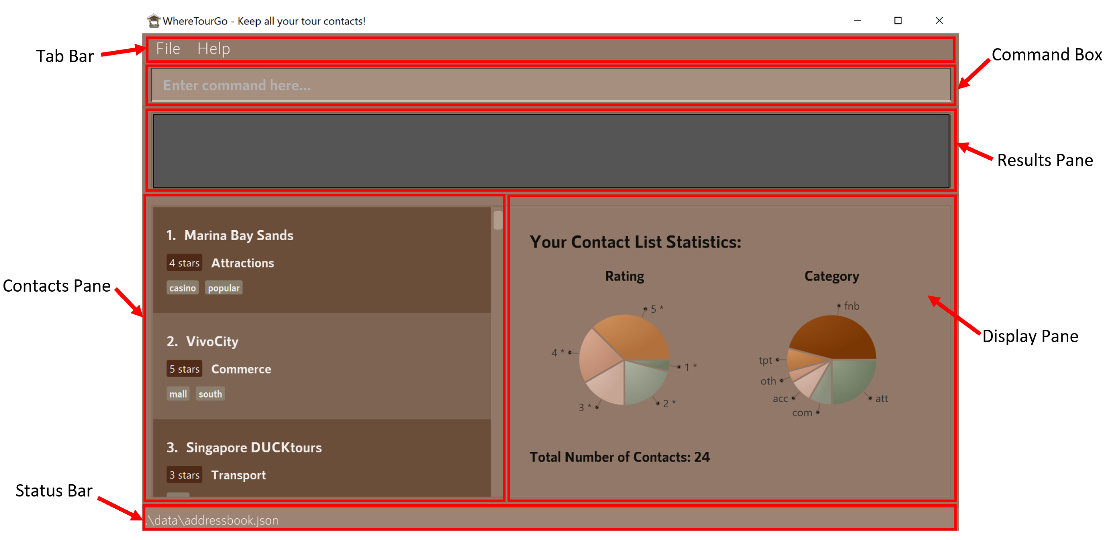 WhereTourGo - Keep all your tour contacts!
File Help
Tab Bar
Command Box
Enter command here...
Results Pane
Contacts Pane
1. Marina Bay Sands
4 stars Attractions
casino popular
2. VivoCity
5 stars Commerce
mall south
3. Singapore DUCKtours
3 stars Transport
Your Contact List Statistics:
Rating
5 *
4 *
3 *
2 *
1 *
Category
fnb
tpt
oth
acc
com
att
Total Number of Contacts: 24
Display Pane
Status Bar
\data\addressbook.json